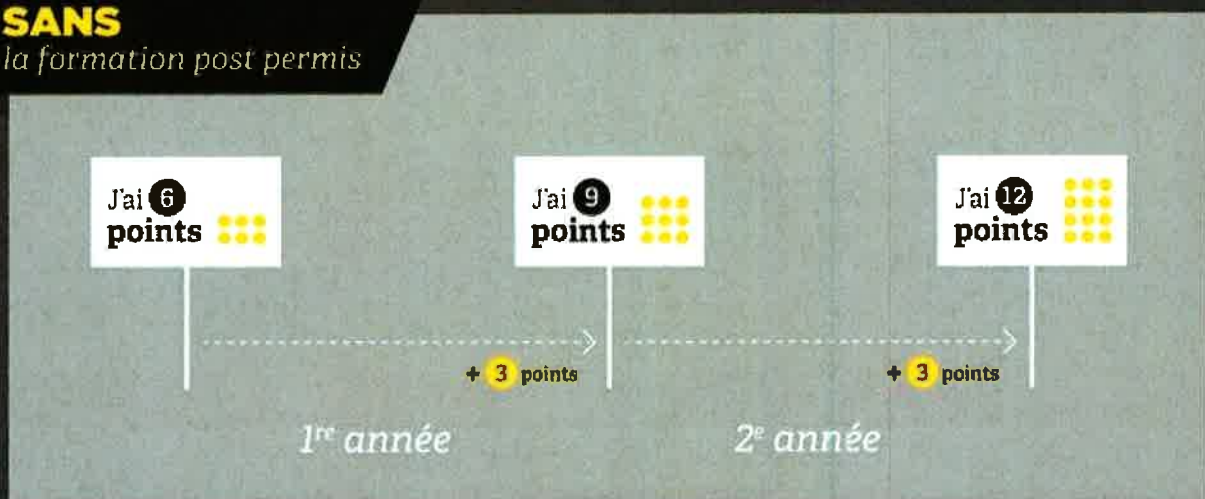 SANS
la formation post permis
J'ai 6
points
J'ai 9
points
J'ai 12
points
+ 3 points
+ 3 points
1re année
2e année